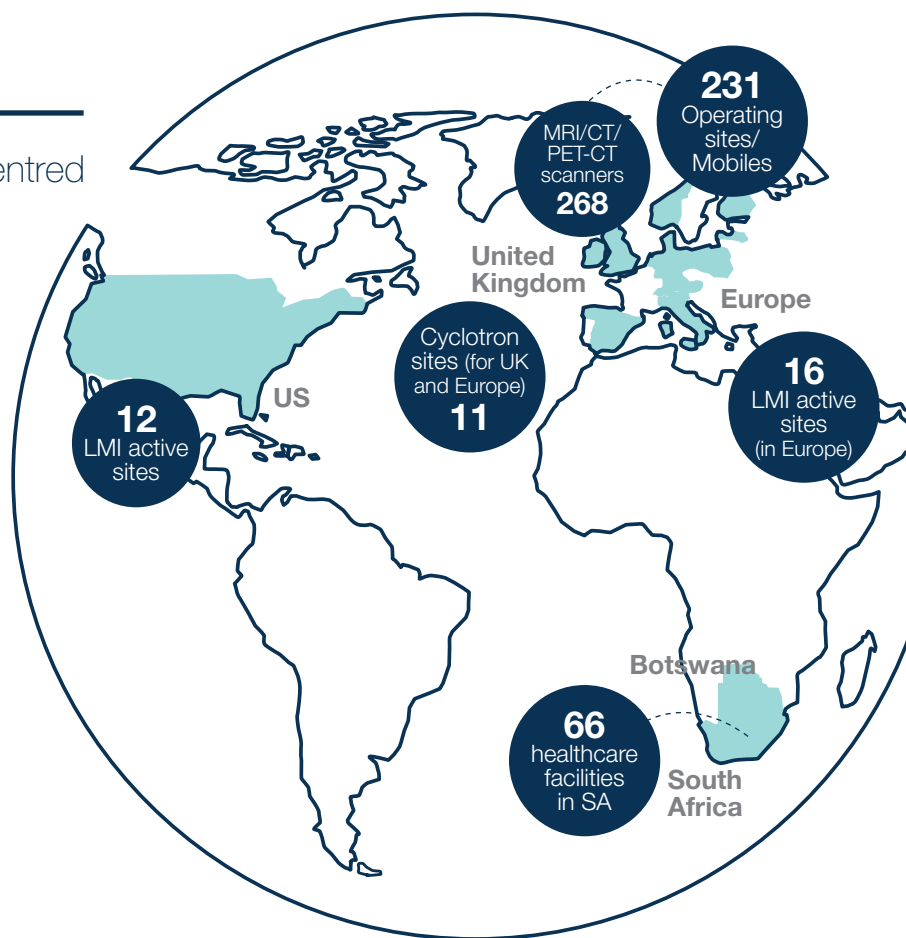 entred
231
Operating
sites/
Mobiles
MRI/CT/
PET-CT
scanners
268
United
Kingdom
Europe
Cyclotron
sites (for UK
and Europe)
11
16
LMI active
sites
(in Europe)
US
12
LMI active
sites
Botswana
66
healthcare
facilities
in SA
South
Africa